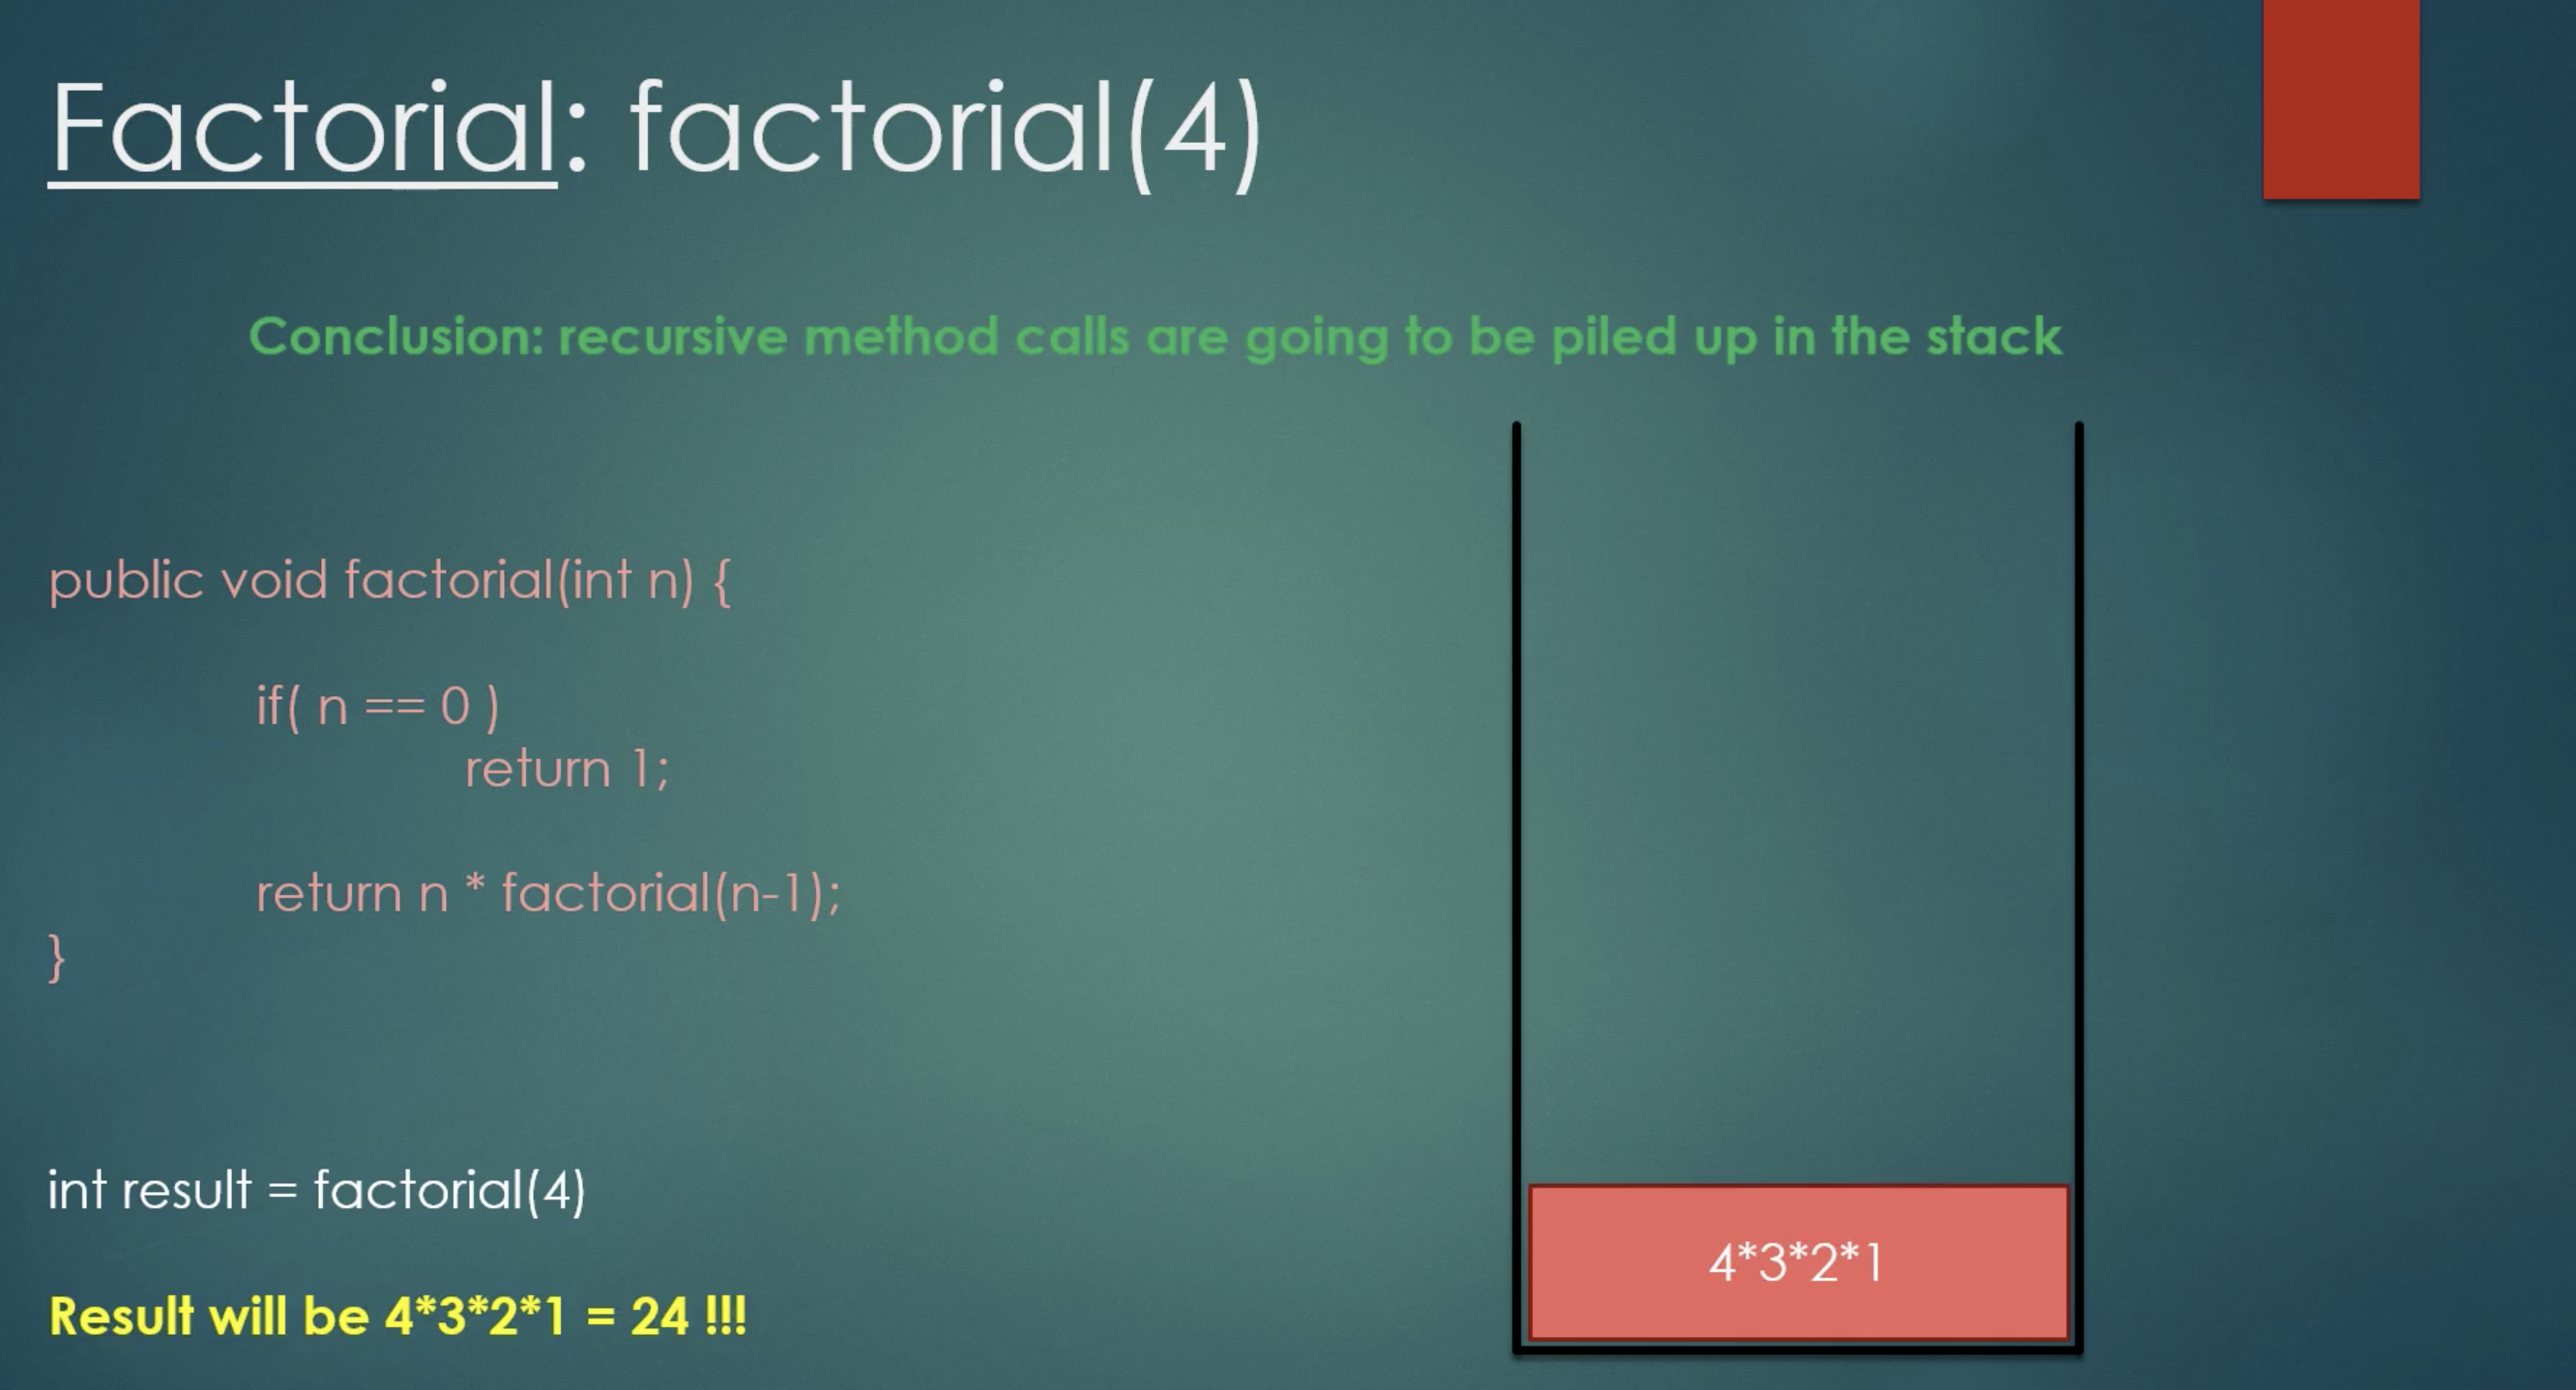 Factorial: factorial(4)
Conclusion: recursive method calls are going to be piled up in the stack
public void factorial(int n) {
if( n == 0 )
return 1;
return n * factorial(n-1);
}
int result = factorial(4)
Result will be 4*3*2*1 = 24 !!!
4*3*2*1